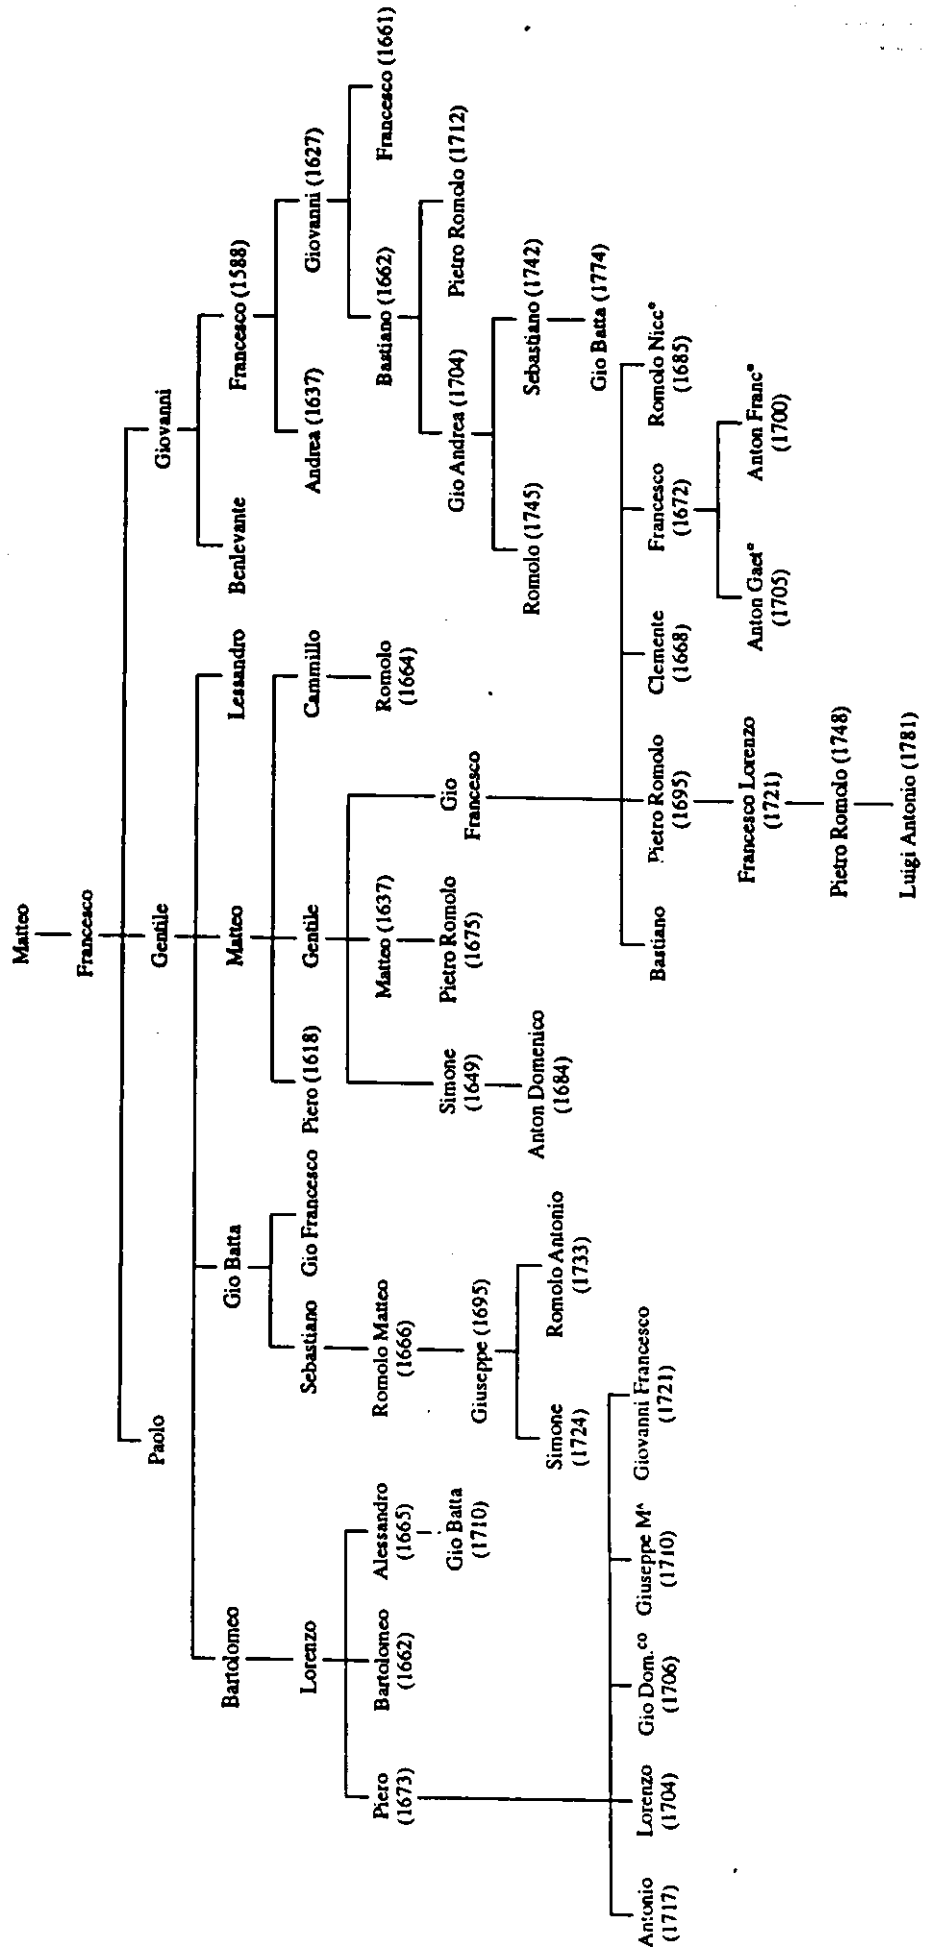 Matteo
Francesco
Paolo
Gentile
Giovanni
Bartolomeo
Gio Batta
Matteo
Lessandro
Benlevante
Francesco (1588)
Lorenzo
Sebastiano
Gio Francesco
Piero (1618)
Gentile
Cammillo
Andrea (1637)
Giovanni (1627)
Piero
(1673)
Bartolomeo
(1662)
Alessandro
(1665)
Romolo Matteo
(1666)
Simone
(1649)
Matteo (1637)
Gio
Francesco
Romolo
(1664)
Bastiano (1662)
Francesco (1661)
Gio Batta
(1710)
Giuseppe (1695)
Anton Domenico
(1684)
Pietro Romolo
(1675)
Gio Andrea (1704)
Pietro Romolo (1712)
Simone
(1724)
Romolo Antonio
(1733)
Romolo (1745)
Sebastiano (1742)
Gio Batta (1774)
Antonio
(1717)
Lorenzo
(1704)
Gio Dom.co
(1706)
Giuseppe M^
(1710)
Giovanni Francesco
(1721)
Bastiano
Pietro Romolo
(1695)
Clemente
(1668)
Francesco
(1672)
Romolo Nicc°
(1685)
Francesco Lorenzo
(1721)
Anton Gaet°
(1705)
Anton Franc°
(1700)
Pietro Romolo (1748)
Luigi Antonio (1781)